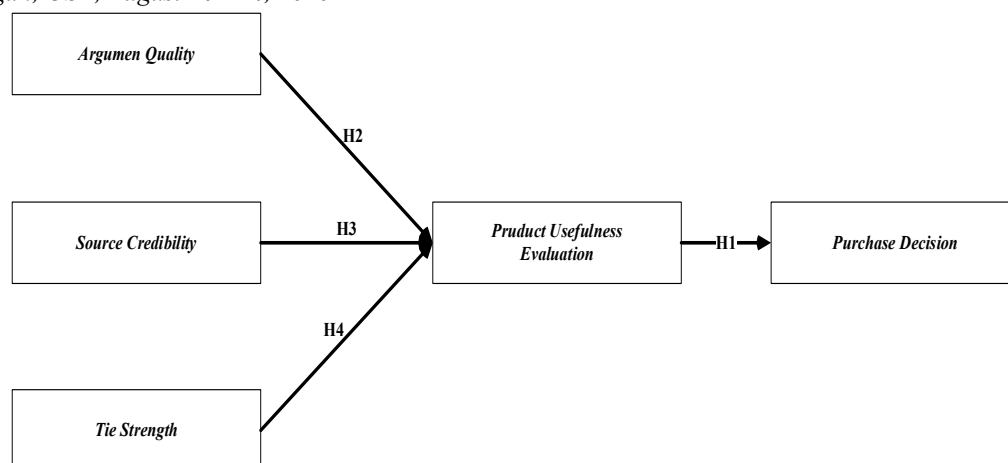 Argumen Quality
H2
Source Credibility
H3
Pruduct Usefulness
Evaluation
H1
Purchase Decision
H4
Tie Strength